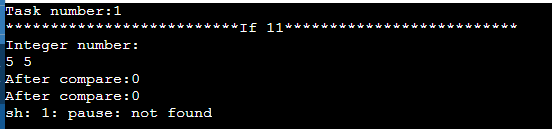 Task number:1
**************************If 11**************************
Integer number:
5 5
After compare:0
After compare:0
sh: 1: pause: not found